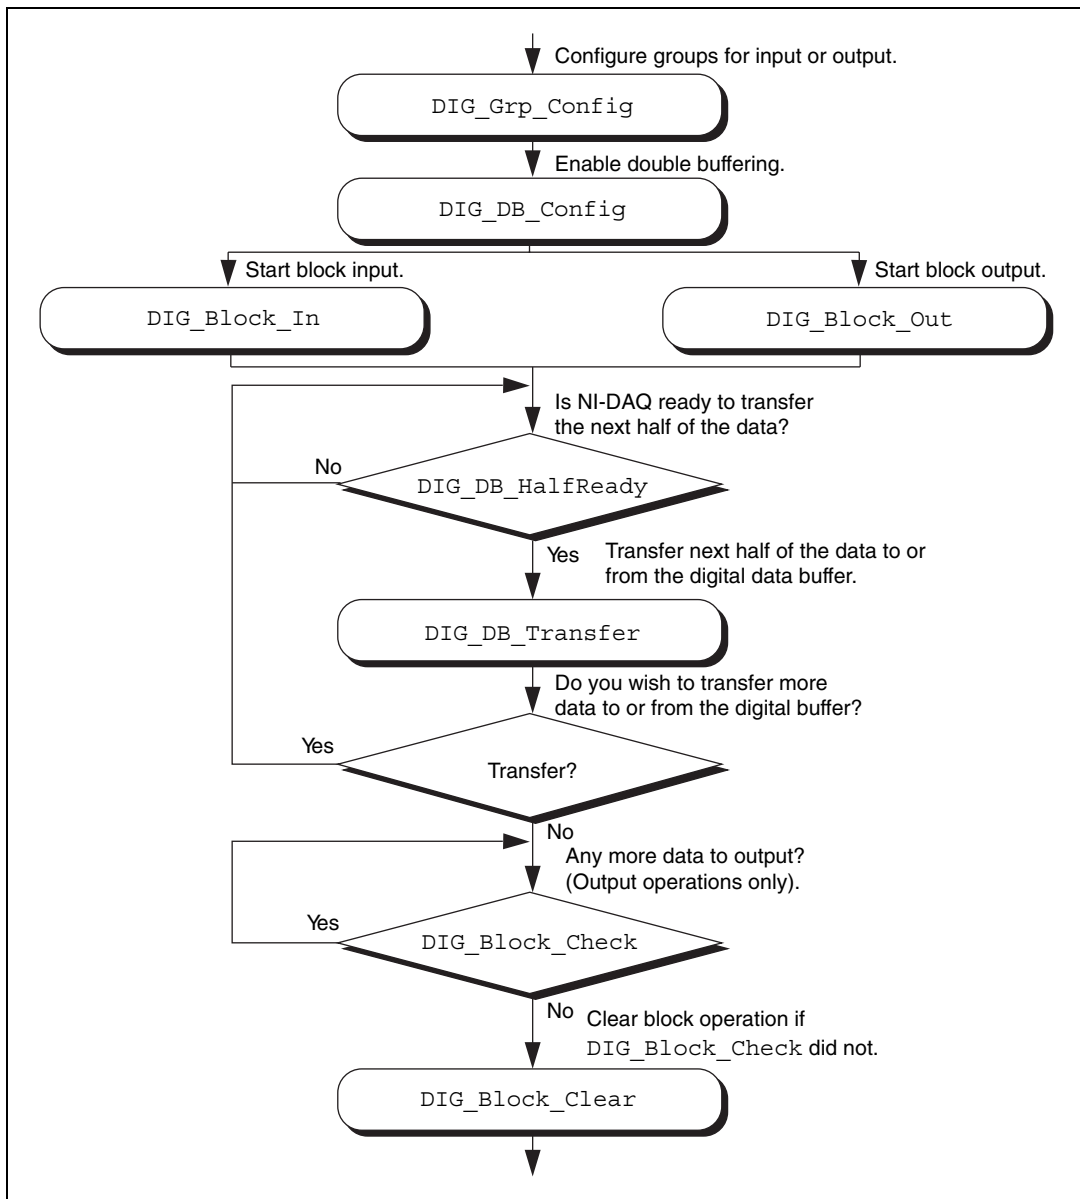 Configure groups for input or output.
DIG_Grp_Config
Enable double buffering.
DIG_DB_Config
Start block input.
Start block output.
DIG_Block_In
DIG_Block_Out
Is NI-DAQ ready to transfer
the next half of the data?
No
DIG_DB_HalfReady
Yes
Transfer next half of the data to or
from the digital data buffer.
DIG_DB_Transfer
Do you wish to transfer more
data to or from the digital buffer?
Yes
Transfer?
No
Any more data to output?
(Output operations only).
Yes
DIG_Block_Check
No
Clear block operation if
DIG_Block_Check did not.
DIG_Block_Clear